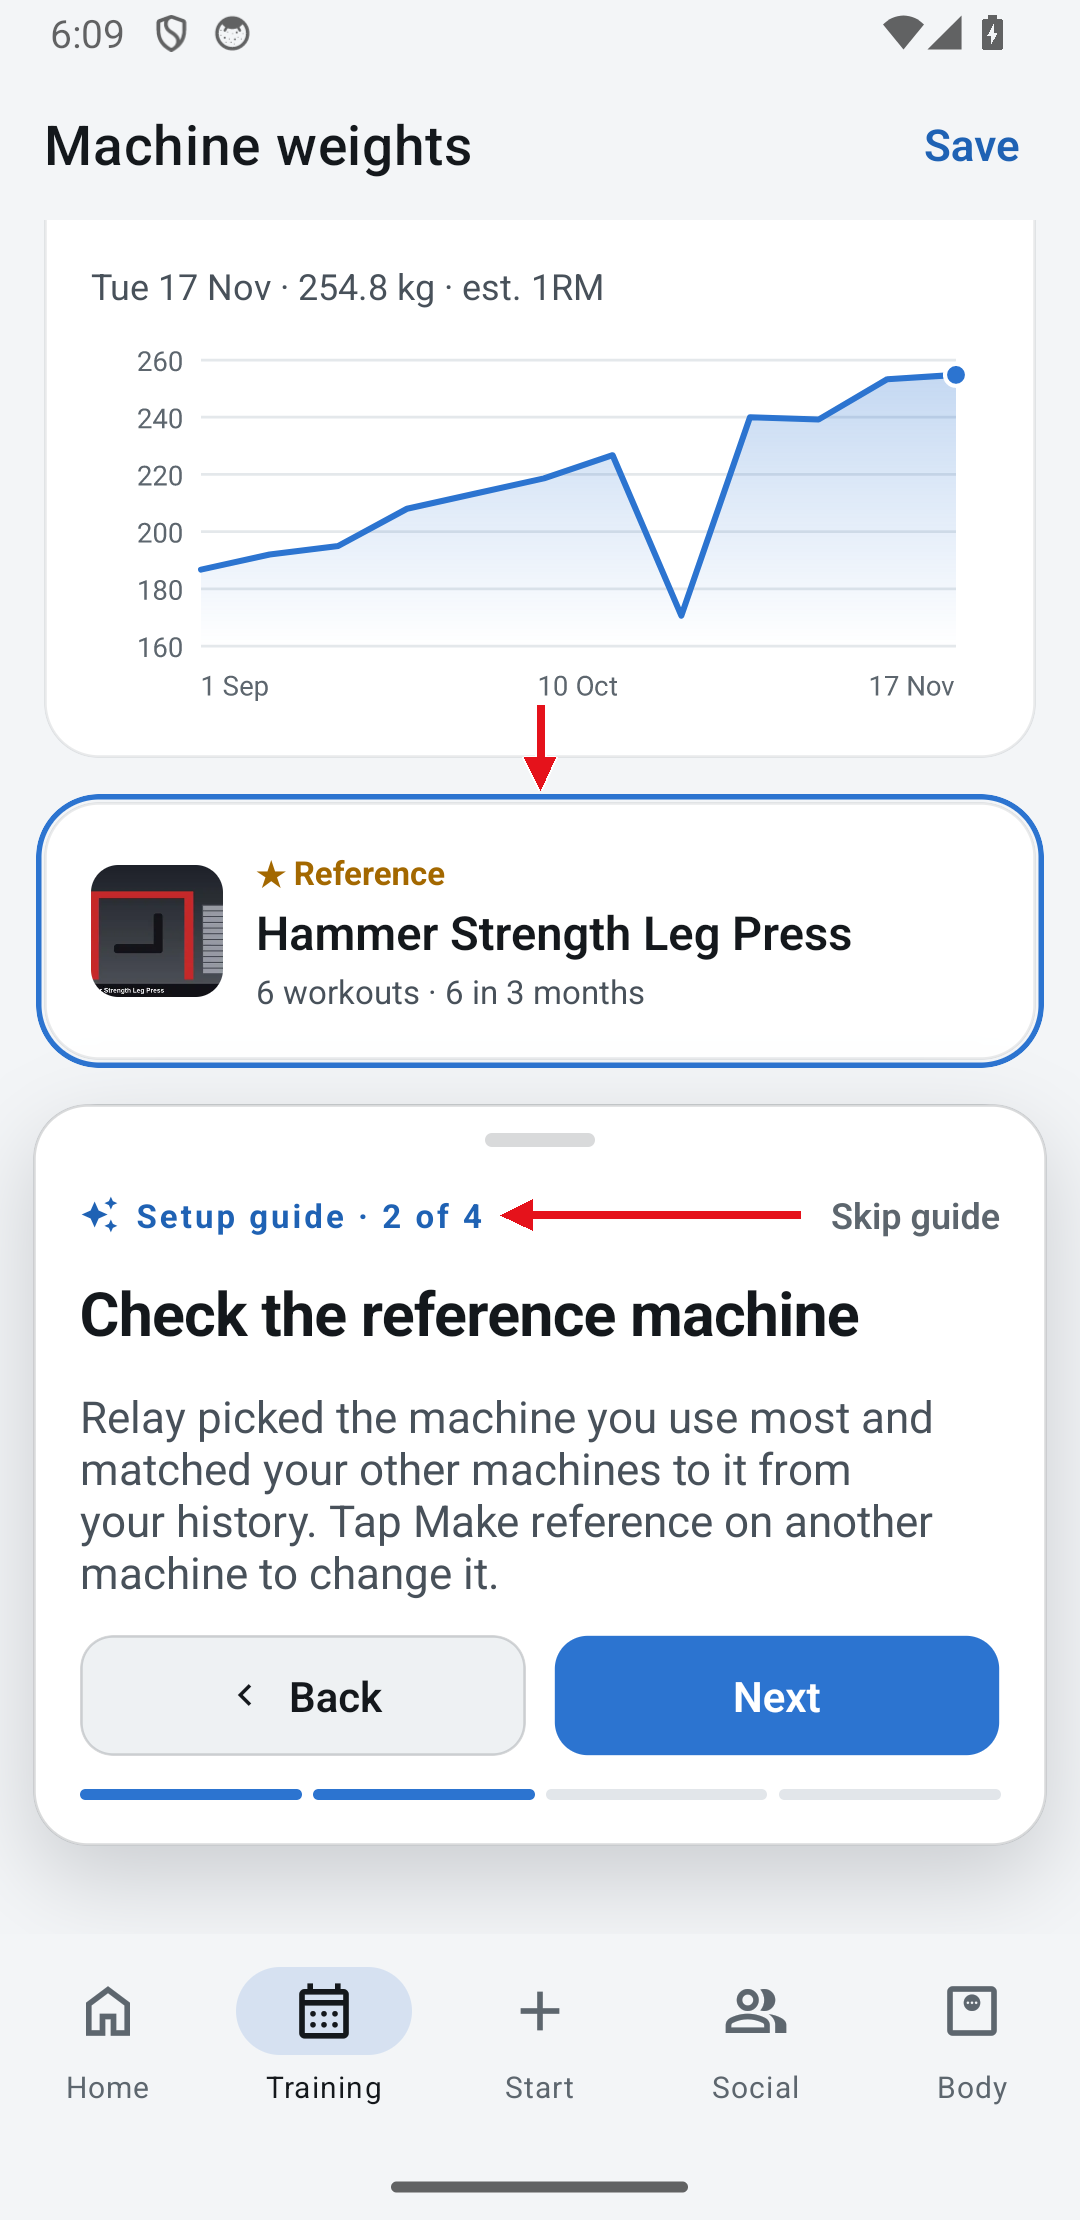 6:09
Machine weights
Save
Tue 17 Nov · 254.8 kg · est. 1RM
260
240
220
200
180
160
1 Sep
10 Oct
17 Nov
★ Reference
Hammer Strength Leg Press
6 workouts · 6 in 3 months
Strength Leg Press
Setup guide · 2 of 4
Skip guide
Check the reference machine
Relay picked the machine you use most and
matched your other machines to it from
your history. Tap Make reference on another
machine to change it.
Back
Next
Home
Training
Start
Social
Body